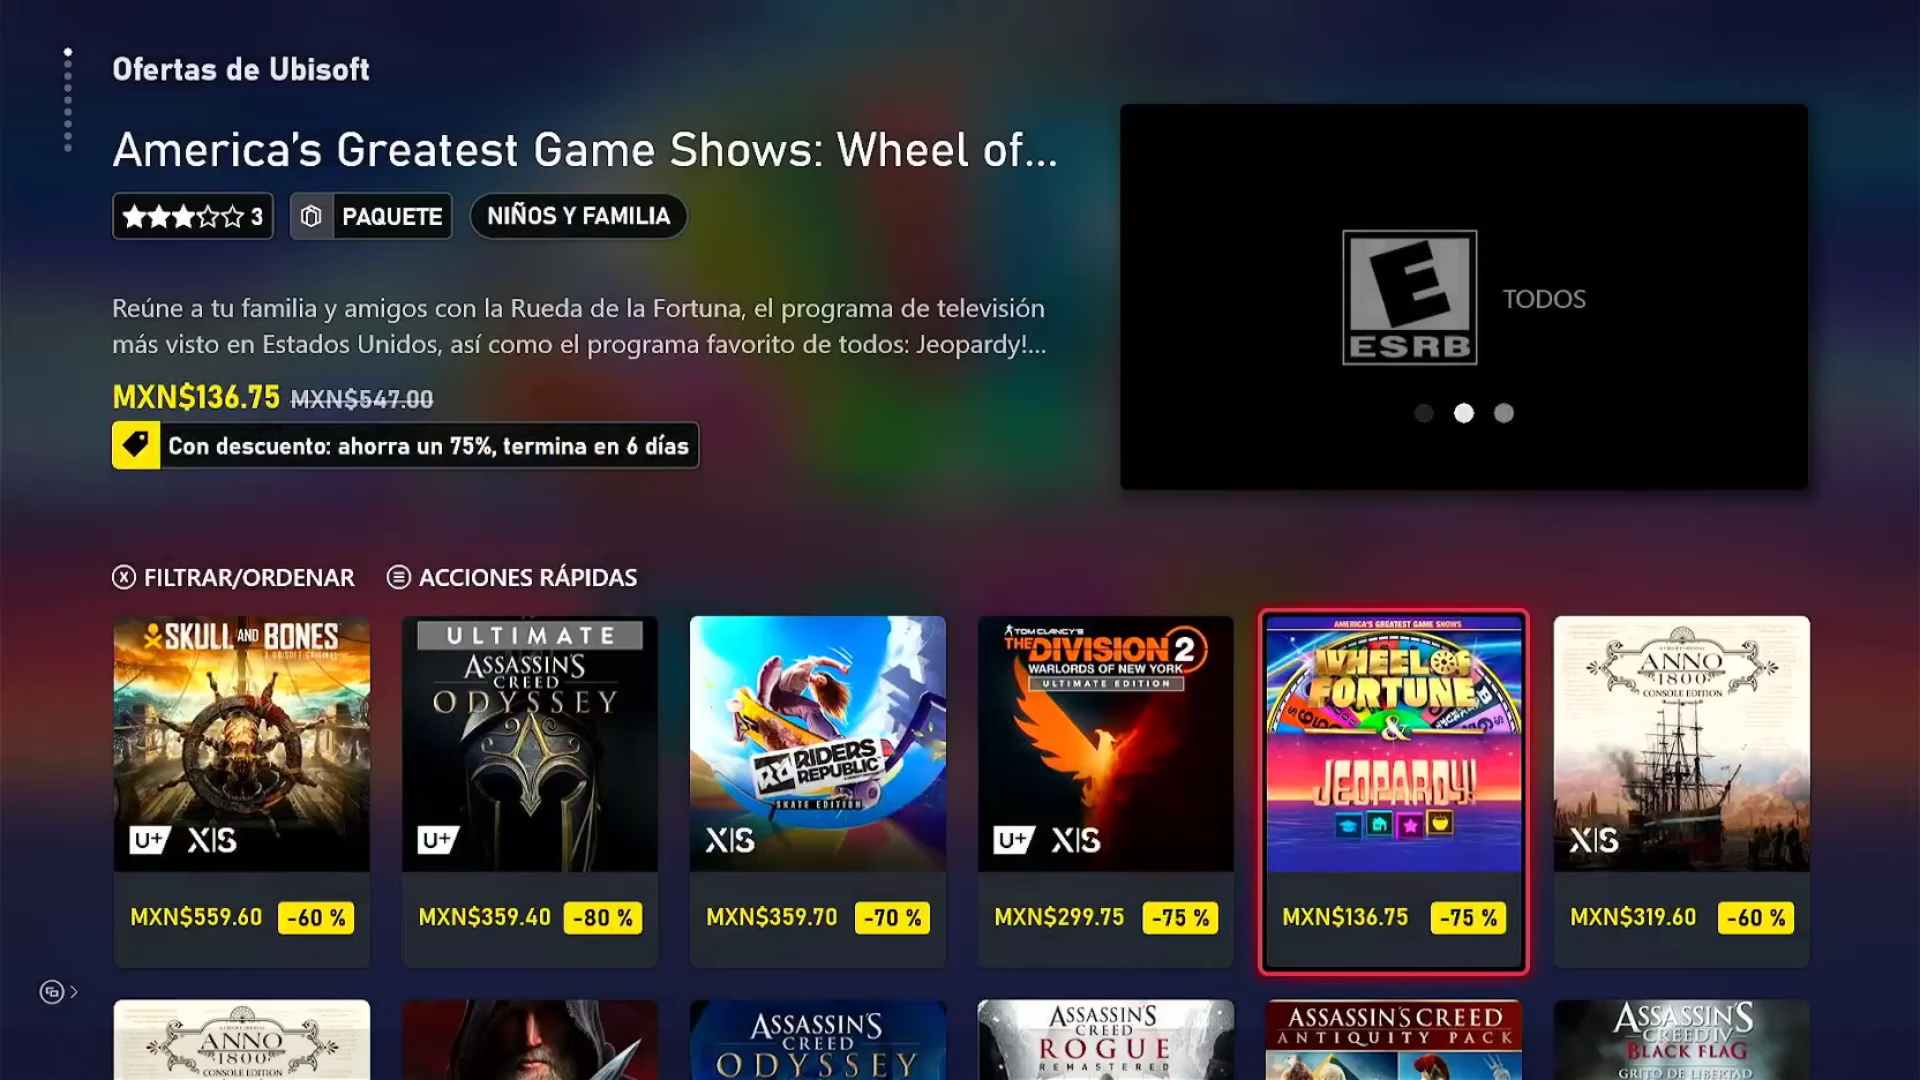 Ofertas de Ubisoft
America's Greatest Game Shows: Wheel of...
3
PAQUETE
NIÑOS Y FAMILIA
Reúne a tu familia y amigos con la Rueda de la Fortuna, el programa de televisión
más visto en Estados Unidos, así como el programa favorito de todos: Jeopardy!...
MXN$136.75 MXN$547.00
Con descuento: ahorra un 75%, termina en 6 días
E
ESRB
TODOS
X FILTRAR/ORDENAR
ACCIONES RÁPIDAS
SKULL AND BONES
A UBISOFT ORIGINAL
U+ X|S
MXN$559.60 -60 %
ULTIMATE
ASSASSIN'S
CREED
ODYSSEY
U+
MXN$359.40 -80 %
RIDERS
REPUBLIC
SKATE EDITION
X|S
MXN$359.70 -70 %
TOM CLANCY'S
THE DIVISION 2
WARLORDS OF NEW YORK
ULTIMATE EDITION
U+ X|S
MXN$299.75 -75 %
AMERICA'S GREATEST GAME SHOWS
WHEEL OF
FORTUNE
&
JEOPARDY!
MXN$136.75 -75 %
ANNO
1800
CONSOLE EDITION
X|S
MXN$319.60 -60 %
ANNO
1800
CONSOLE EDITION
ASSASSIN'S
CREED
ODYSSEY
ASSASSIN'S
CREED
ROGUE
REMASTERED
ASSASSIN'S CREED
ANTIQUITY PACK
ASSASSIN'S
CREED IV
BLACK FLAG
GRITO DE LIBERTAD